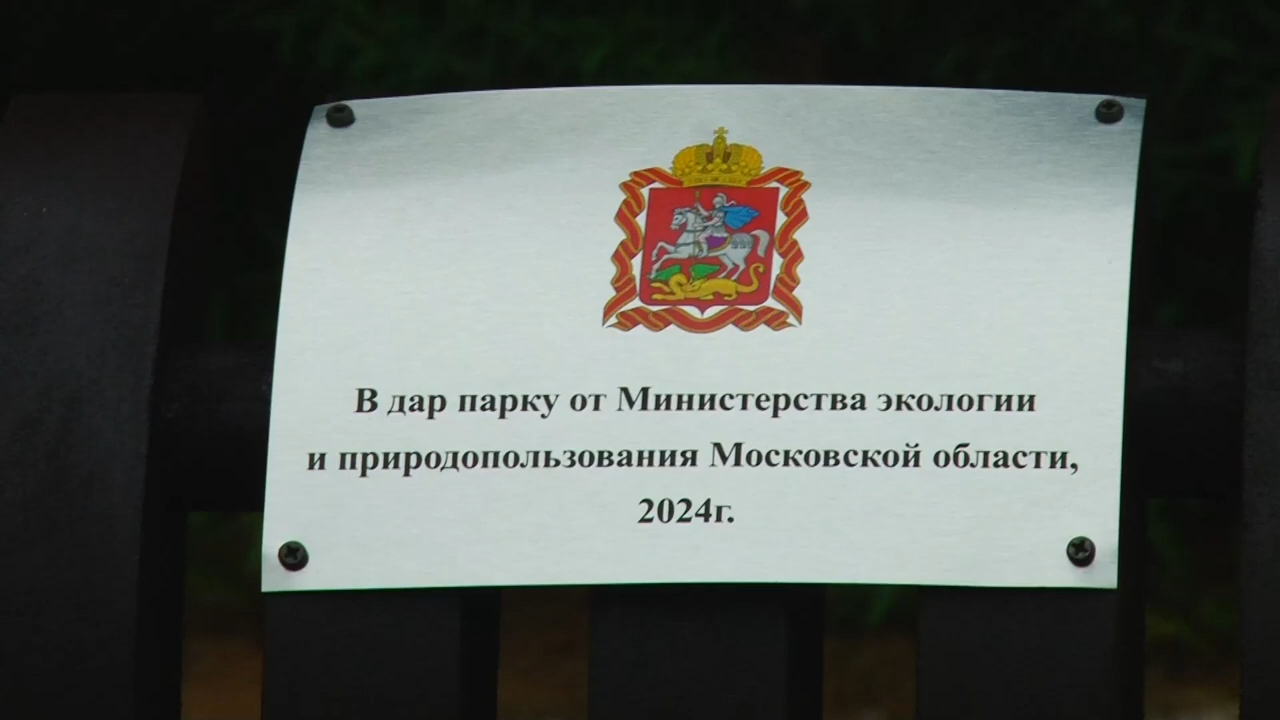 В дар парку от Министерства экологии
и природопользования Московской области,
2024г.